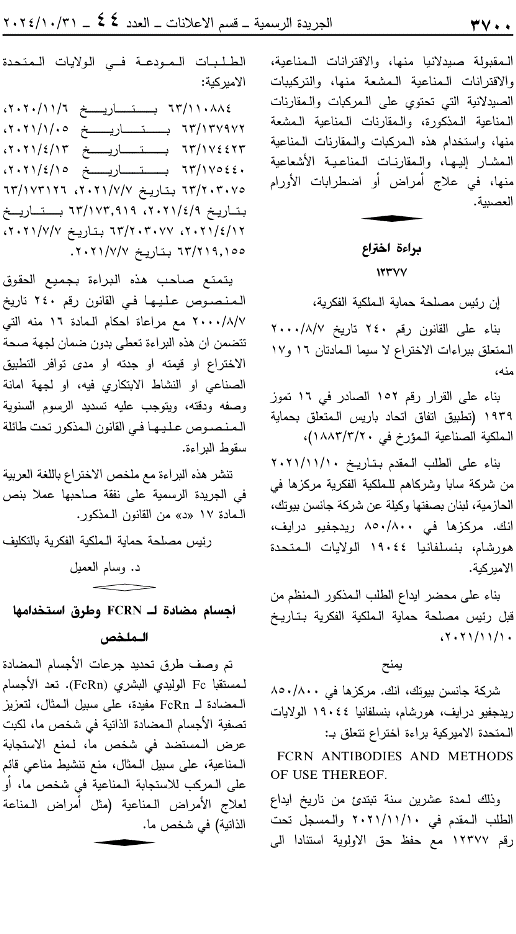 ٣٧٠٠
الجريدة الرسمية - قسم الاعلانات - العدد ٤٤ - ٢٠٢٤/١٠/٣١
المقبولة صيدلانيا منها، والاقترانات المناعية،
والاقترانات المناعية المشعة منها، والتركيبات
الصيدلانية التي تحتوي على المركبات والمقارنات
المناعية المذكورة، والمقارنات المناعية المشعة
منها، واستخدام هذه المركبات والمقارنات المناعية
المشار إليها، والمقارنات المناعية الأشعاعية
منها، في علاج أمراض أو اضطرابات الأورام
العصبية.
براءة اختراع
١٢٣٧٧
إن رئيس مصلحة حماية الملكية الفكرية،
بناء على القانون رقم ٢٤٠ تاريخ ٢٠٠٠/٨/٧
المتعلق ببراءات الاختراع لا سيما المادتان ١٦ و١٧
منه،
بناء على القرار رقم ١٥٢ الصادر في ١٦ تموز
١٩٣٩ (تطبيق اتفاق اتحاد باريس المتعلق بحماية
الملكية الصناعية المؤرخ في ١٨٨٣/٣/٢٠)،
بناء على الطلب المقدم بتاريخ ٢٠٢١/١١/١٠
من شركة سابا وشركاهم للملكية الفكرية مركزها في
الحازمية، لبنان بصفتها وكيلة عن شركة جانسن بيوتك،
انك. مركزها في ٨٥٠/٨٠٠ ريدجفيو درايف،
هورشام، بنسلفانيا ١٩٠٤٤ الولايات المتحدة
الاميركية.
بناء على محضر ايداع الطلب المذكور المنظم من
قبل رئيس مصلحة حماية الملكية الفكرية بتاريخ
٢٠٢١/١١/١٠،
يمنح
شركة جانسن بيوتك، انك. مركزها في ٨٥٠/٨٠٠
ريدجفيو درايف، هورشام، بنسلفانيا ١٩٠٤٤ الولايات
المتحدة الاميركية براءة اختراع تتعلق بـ:
FCRN ANTIBODIES AND METHODS
OF USE THEREOF.
وذلك لمدة عشرين سنة تبتدئ من تاريخ ايداع
الطلب المقدم في ٢٠٢١/١١/١٠ والمسجل تحت
رقم ١٢٣٧٧ مع حفظ حق الاولوية استنادا الى
الطلبات المودعة في الولايات المتحدة
الاميركية:
٦٣/١١٠٨٨٤ بتاريخ ٢٠٢٠/١١/٦،
٦٣/١٣٧٩٧٢ بتاريخ ٢٠٢١/١/٠٥،
٦٣/١٧٤٤٢٣ بتاريخ ٢٠٢١/٤/١٣،
٦٣/١٧٥٤٤٠ بتاريخ ٢٠٢١/٤/١٥،
٦٣/٢٠٣٠٧٥ بتاريخ ٢٠٢١/٧/٧، ٦٣/١٧٣١٢٦
بتاريخ ٢٠٢١/٤/٩، ٦٣/١٧٣,٩١٩ بتاريخ
٢٠٢١/٤/١٢، ٦٣/٢٠٣٠٧٧ بتاريخ ٢٠٢١/٧/٧،
٦٣/٢١٩,١٥٥ بتاريخ ٢٠٢١/٧/٧.
يتمتع صاحب هذه البراءة بجميع الحقوق
المنصوص عليها في القانون رقم ٢٤٠ تاريخ
٢٠٠٠/٨/٧ مع مراعاة احكام المادة ١٦ منه التي
تتضمن ان هذه البراءة تعطى بدون ضمان لجهة صحة
الاختراع او قيمته او جدته او مدى توافر التطبيق
الصناعي او النشاط الابتكاري فيه، او لجهة امانة
وصفه ودقته، ويتوجب عليه تسديد الرسوم السنوية
المنصوص عليها في القانون المذكور تحت طائلة
سقوط البراءة.
تنشر هذه البراءة مع ملخص الاختراع باللغة العربية
في الجريدة الرسمية على نفقة صاحبها عملا بنص
المادة ١٧ «د» من القانون المذكور.
رئيس مصلحة حماية الملكية الفكرية بالتكليف
د. وسام العميل
أجسام مضادة لـ FCRN وطرق استخدامها
الملخص
تم وصف طرق تحديد جرعات الأجسام المضادة
لمستقبل Fc الوليدي البشري (FcRn). تعد الأجسام
المضادة لـ FcRn مفيدة، على سبيل المثال، لتعزيز
تصفية الأجسام المضادة الذاتية في شخص ما، لكبت
عرض المستضد في شخص ما، لمنع الاستجابة
المناعية، على سبيل المثال، منع تنشيط مناعي قائم
على المركب للاستجابة المناعية في شخص ما، أو
لعلاج الأمراض المناعية (مثل أمراض المناعة
الذاتية) في شخص ما.